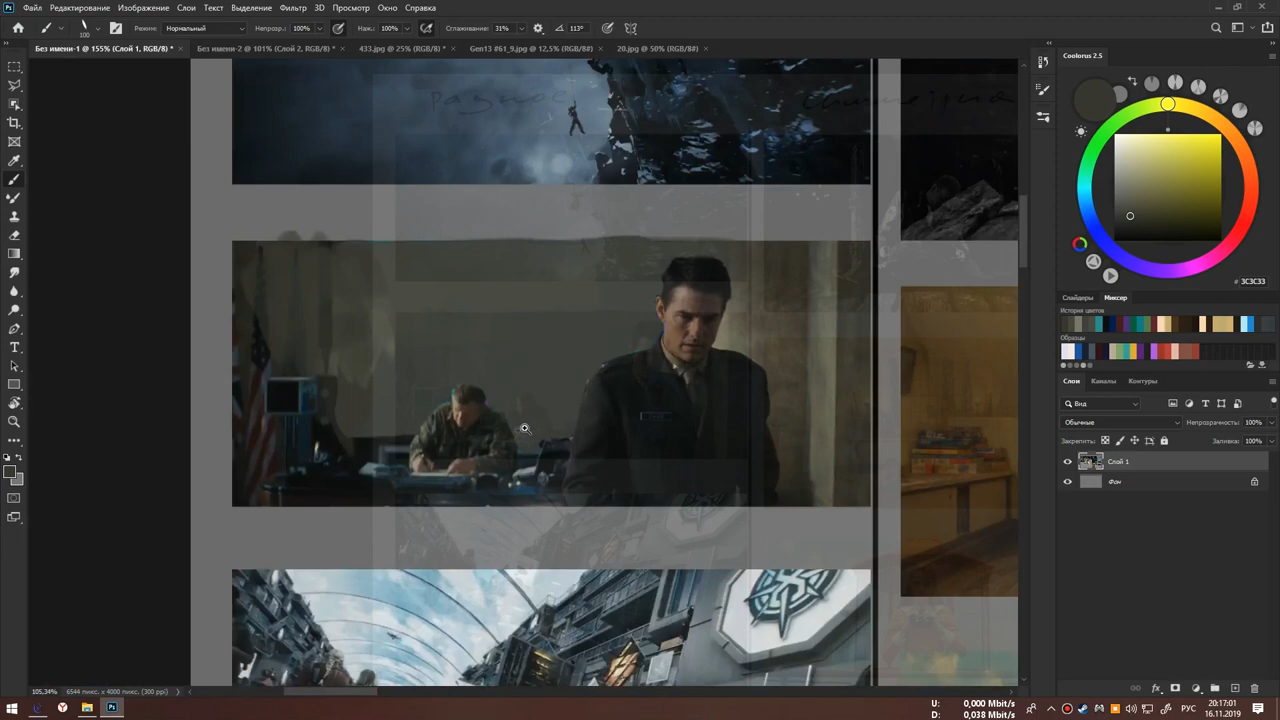 Файл Редактирование Изображение Слои Текст Выделение Фильтр 3D Просмотр Окно Справка
100 Режим: Нормальный Непрозр.: 100% Наж.: 100% Сглаживание: 31% 113°
Без имени-1 @ 155% (Слой 1, RGB/8) * Без имени-2 @ 101% (Слой 2, RGB/8) * 433.jpg @ 25% (RGB/8*) * Gen13 #61_9.jpg @ 12,5% (RGB/8#) 20.jpg @ 50% (RGB/8#)
Coolorus 2.5
Разное
# 3C3C33
Слайдеры Миксер
История цветов
Образцы
Слои Каналы Контуры
Вид
Обычные Непрозрачность: 100%
Закрепить: Заливка: 100%
Слой 1
Фон
105,34% 6544 пикс. x 4000 пикс. (300 ppi)
U: 0,000 Mbit/s
D: 0,038 Mbit/s
РУС
20:17:01
16.11.2019